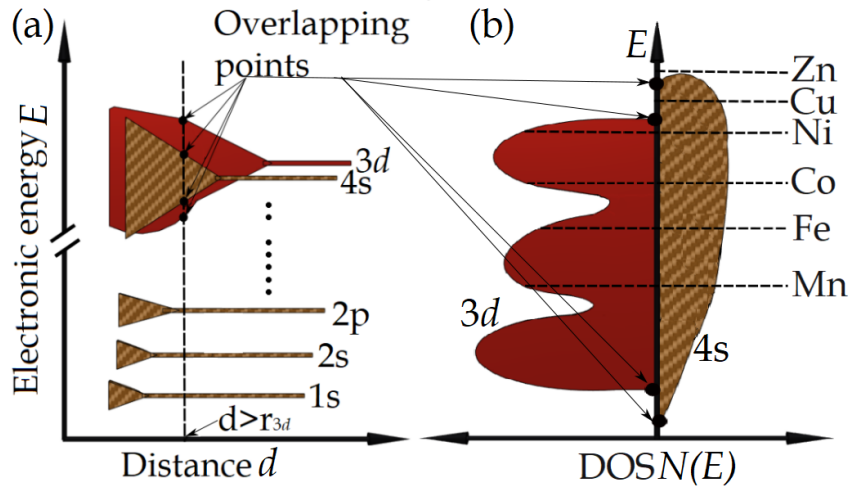 (a)
Overlapping
points
Electronic energy E
3d
4s
2p
2s
1s
d>r3d
Distance d
(b)
E
Zn
Cu
Ni
Co
Fe
Mn
3d
4s
DOS N(E)